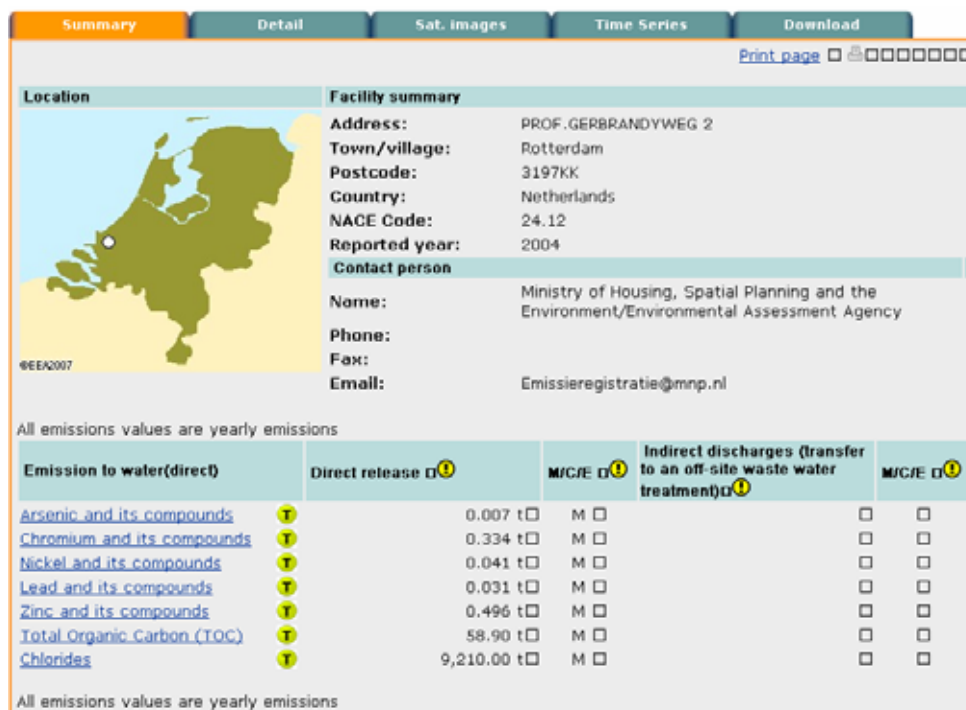 Summary Detail Sat. images Time Series Download
Print page
Location
©EEA2007
Facility summary
Address: PROF.GERBRANDYWEG 2
Town/village: Rotterdam
Postcode: 3197KK
Country: Netherlands
NACE Code: 24.12
Reported year: 2004
Contact person
Name: Ministry of Housing, Spatial Planning and the
Environment/Environmental Assessment Agency
Phone:
Fax:
Email: Emissieregistratie@mnp.nl
All emissions values are yearly emissions
Emission to water(direct) Direct release M/C/E Indirect discharges (transfer
to an off-site waste water
treatment) M/C/E
Arsenic and its compounds T 0.007 t M
Chromium and its compounds T 0.334 t M
Nickel and its compounds T 0.041 t M
Lead and its compounds T 0.031 t M
Zinc and its compounds T 0.496 t M
Total Organic Carbon (TOC) T 58.90 t M
Chlorides T 9,210.00 t M
All emissions values are yearly emissions